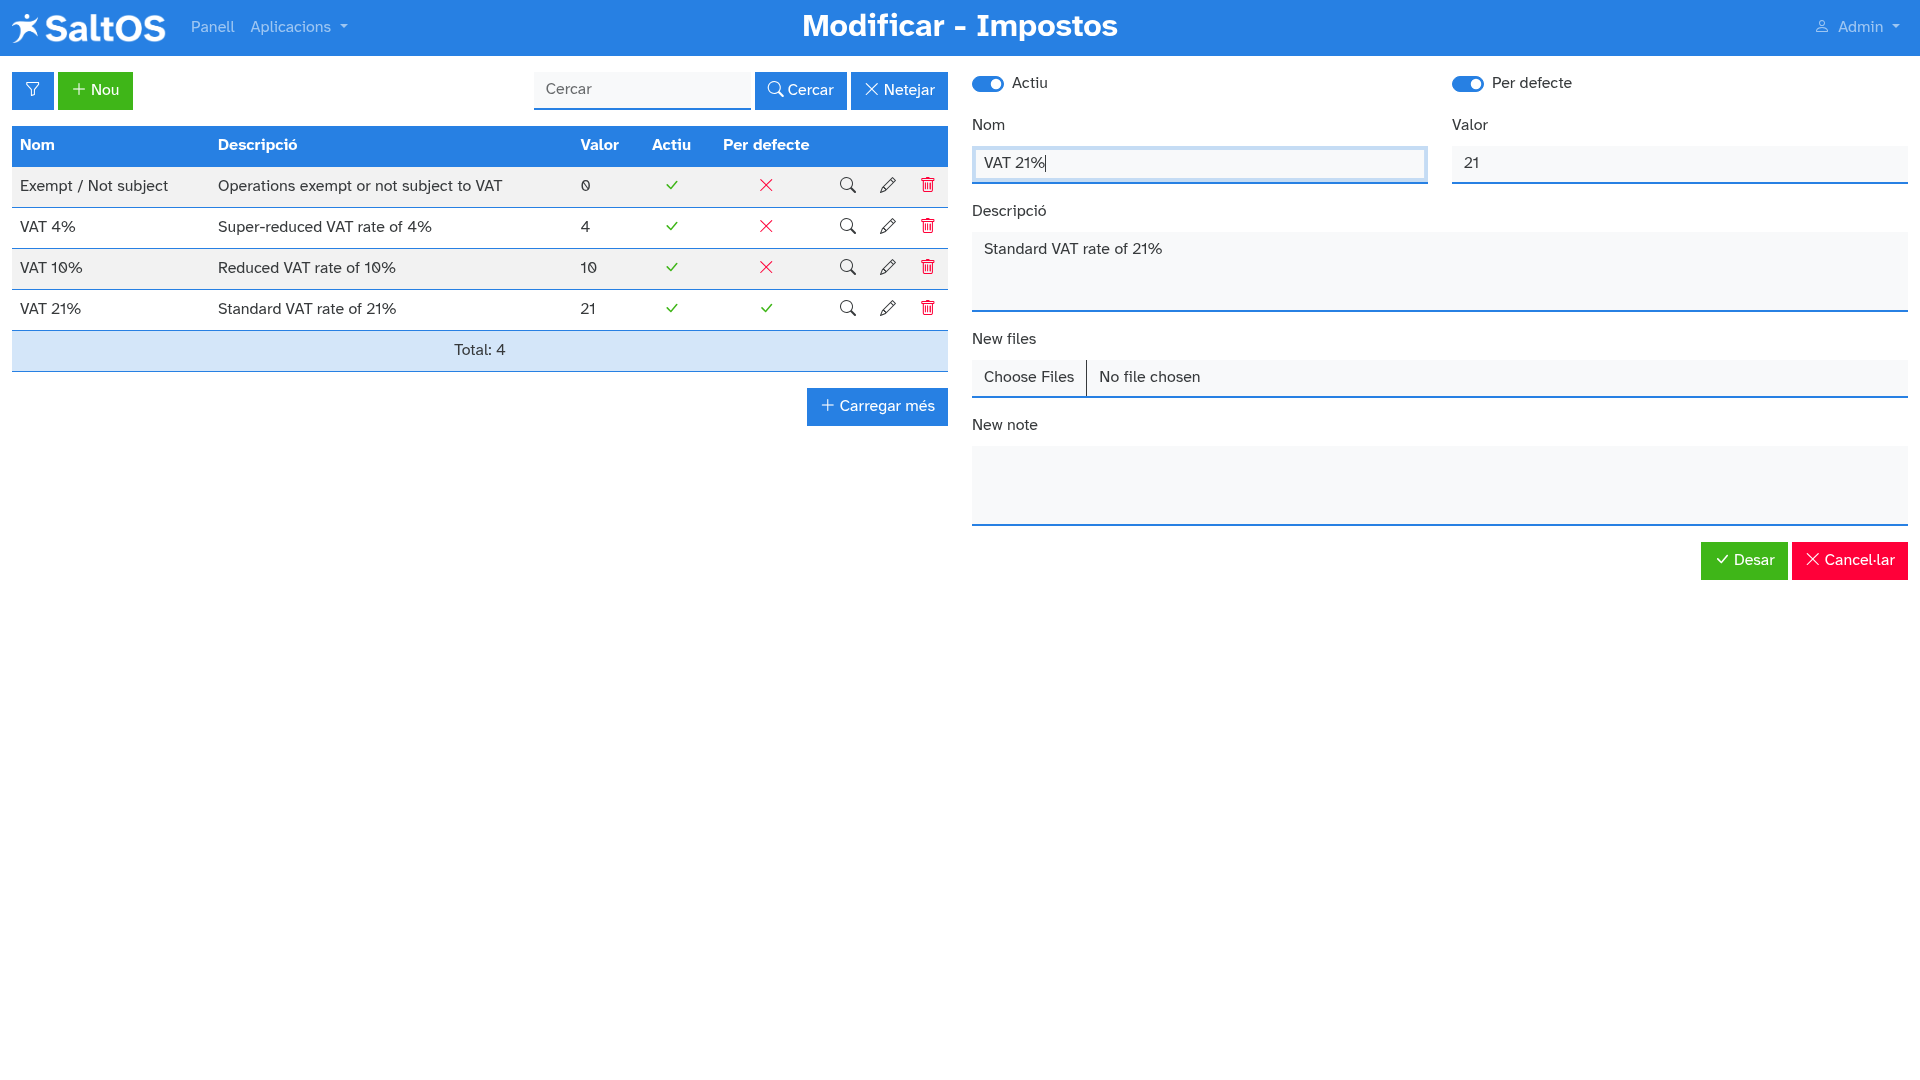 SaltOS Panell Aplicacions Modificar - Impostos Admin
Nou Cercar Cercar Netejar
Nom Descripció Valor Actiu Per defecte
Exempt / Not subject Operations exempt or not subject to VAT 0
VAT 4% Super-reduced VAT rate of 4% 4
VAT 10% Reduced VAT rate of 10% 10
VAT 21% Standard VAT rate of 21% 21
Total: 4
Carregar més
Actiu Per defecte
Nom Valor
VAT 21% 21
Descripció
Standard VAT rate of 21%
New files
Choose Files No file chosen
New note
Desar Cancel·lar